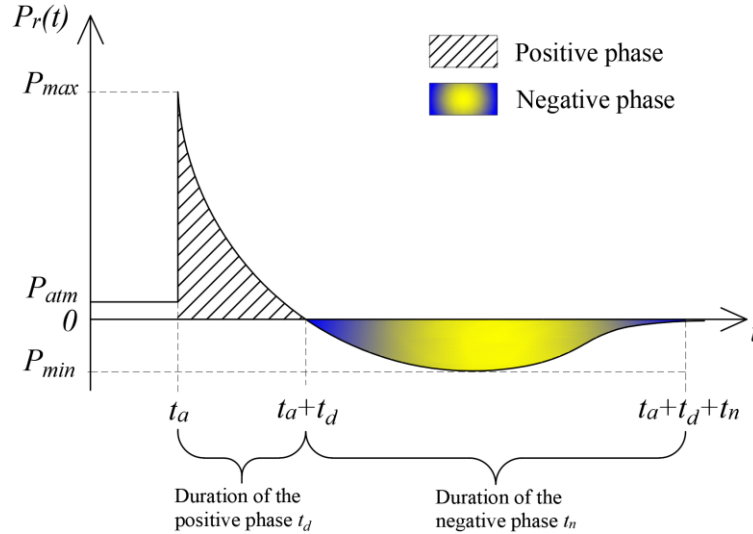 Pr(t)
Positive phase
Pmax
Negative phase
Patm
0
Pmin
ta
ta+td
ta+td+tn
Duration of the
positive phase td
Duration of the
negative phase tn